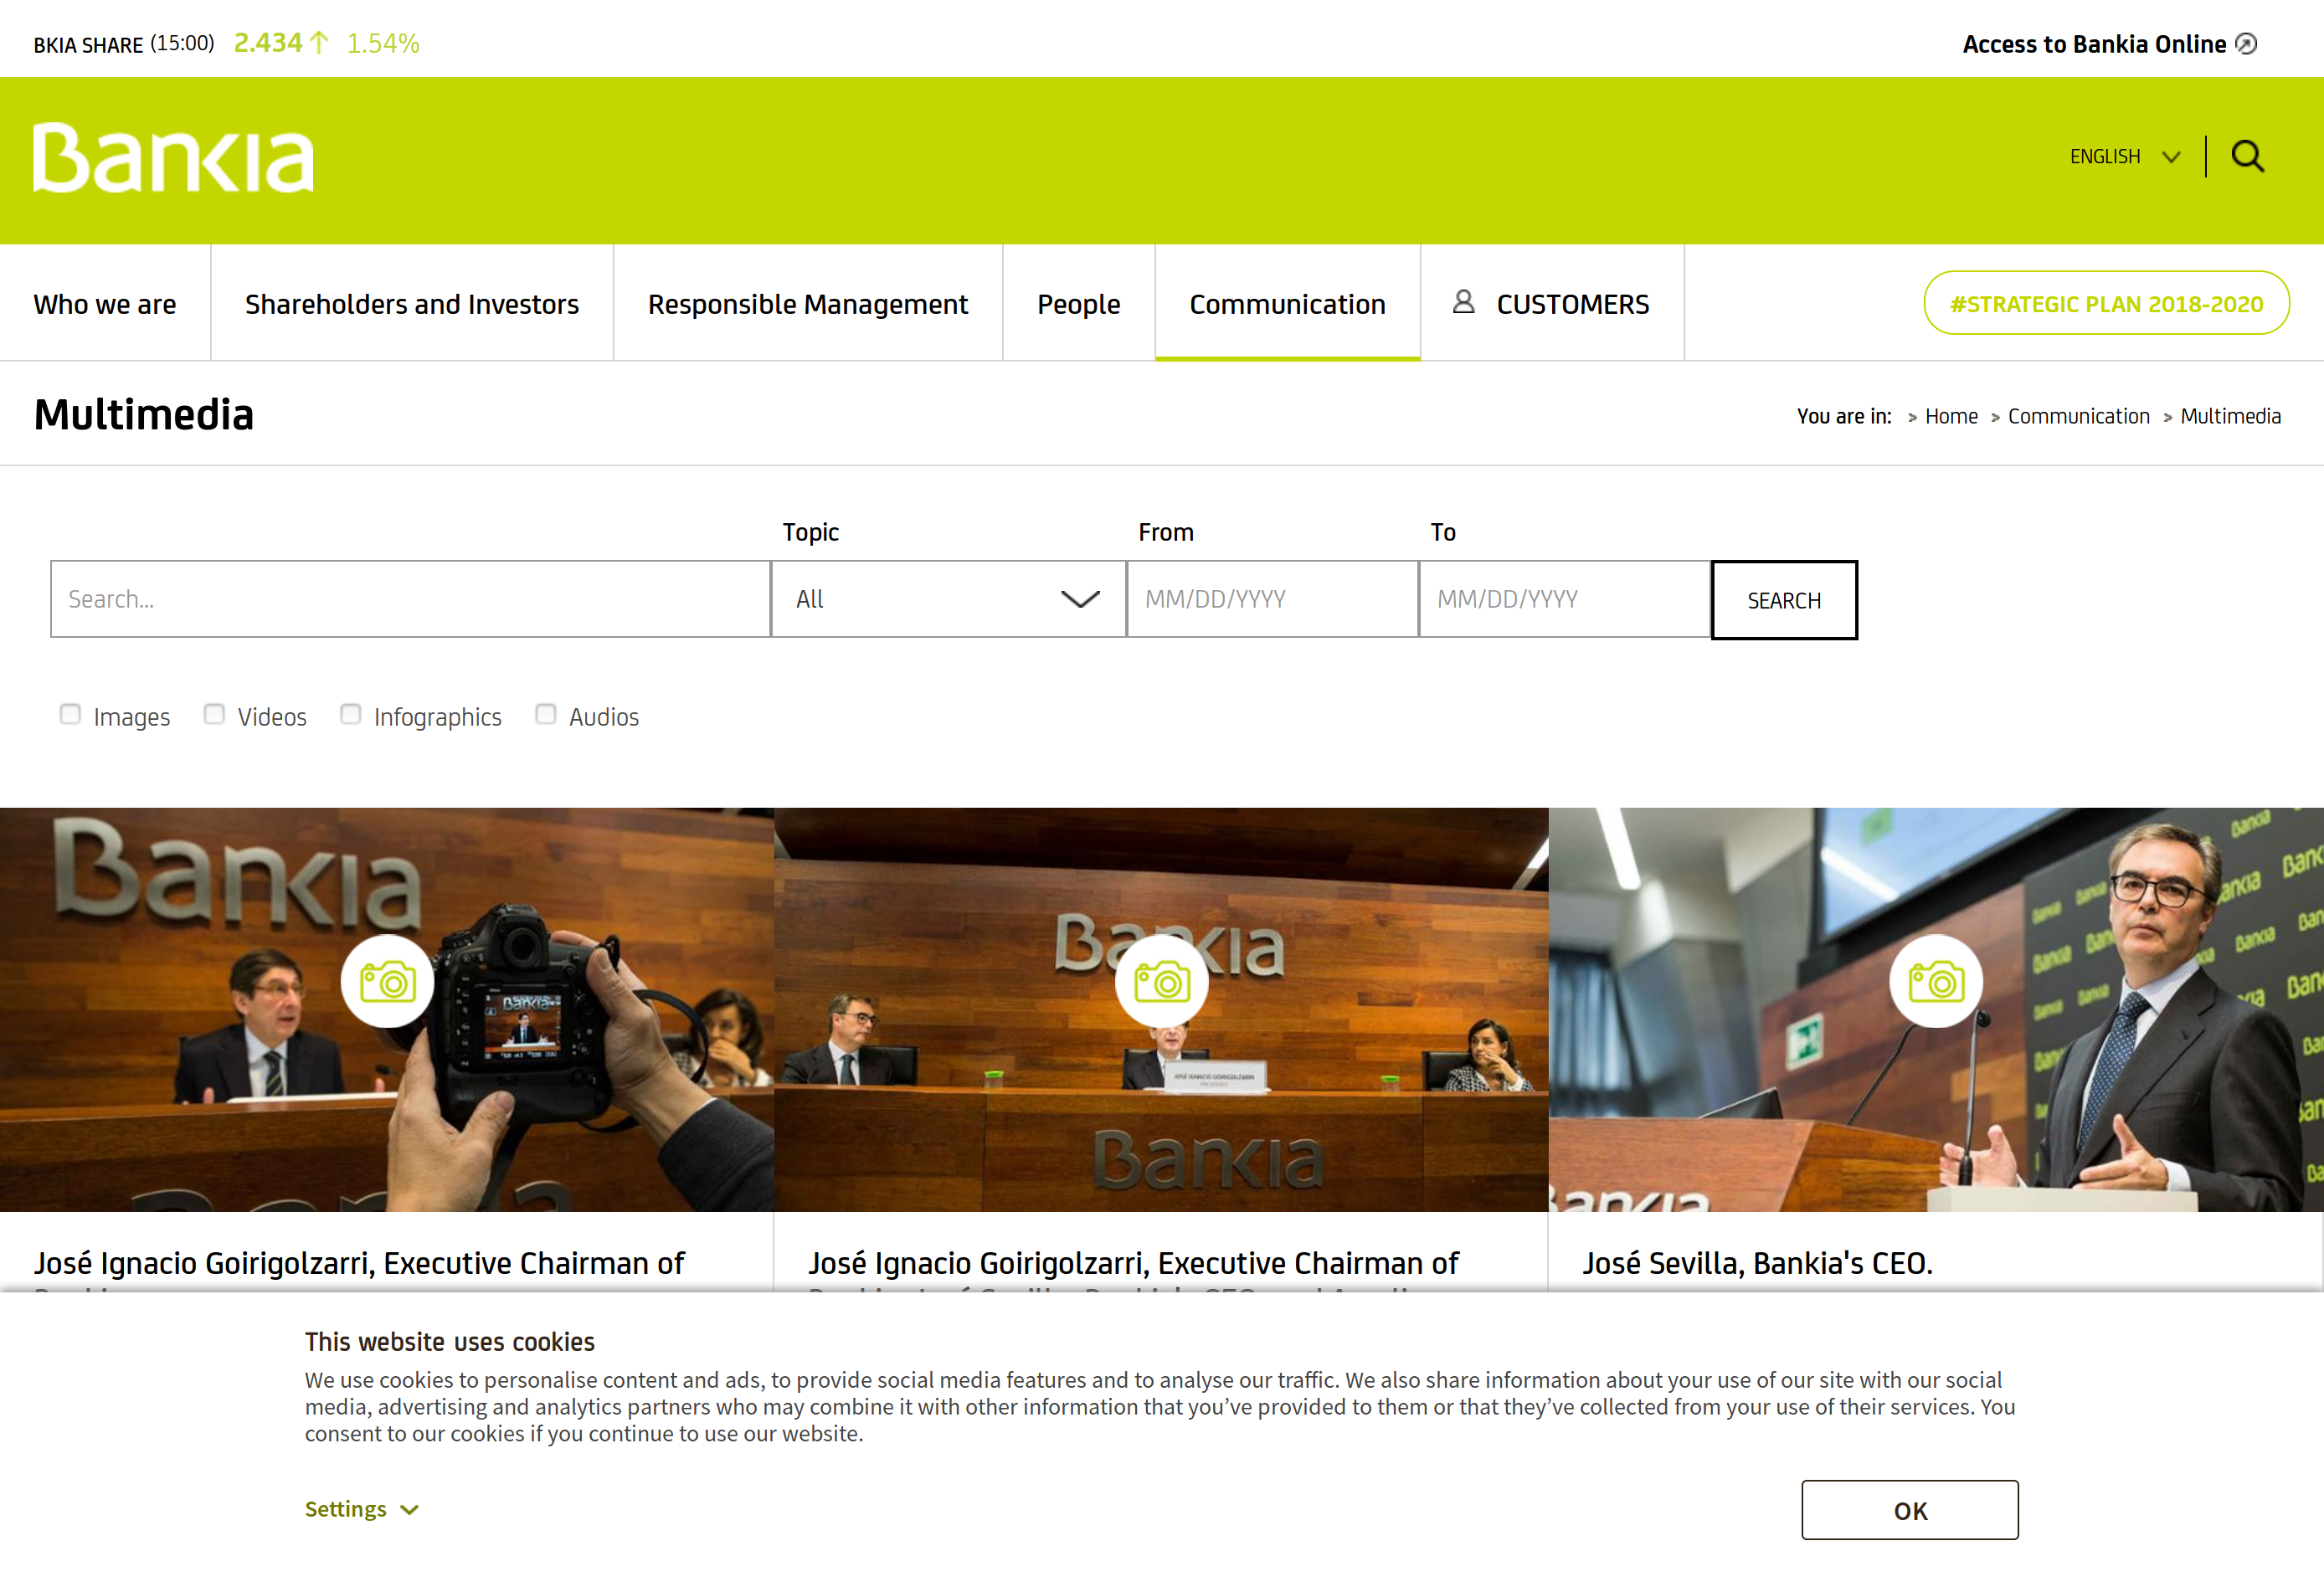 BKIA SHARE (15:00) 2.434 1.54%
Access to Bankia Online
Bankia
ENGLISH
Who we are
Shareholders and Investors
Responsible Management
People
Communication
CUSTOMERS
#STRATEGIC PLAN 2018-2020
Multimedia
You are in: > Home > Communication > Multimedia
Topic
From
To
Search...
All
MM/DD/YYYY
MM/DD/YYYY
SEARCH
Images
Videos
Infographics
Audios
Bankia
Bankia
Bankia
JOSÉ IGNACIO GOIRIGOLZARRI
Bankia
Bankia
José Ignacio Goirigolzarri, Executive Chairman of
José Ignacio Goirigolzarri, Executive Chairman of
José Sevilla, Bankia's CEO.
This website uses cookies
We use cookies to personalise content and ads, to provide social media features and to analyse our traffic. We also share information about your use of our site with our social
media, advertising and analytics partners who may combine it with other information that you’ve provided to them or that they’ve collected from your use of their services. You
consent to our cookies if you continue to use our website.
Settings
OK